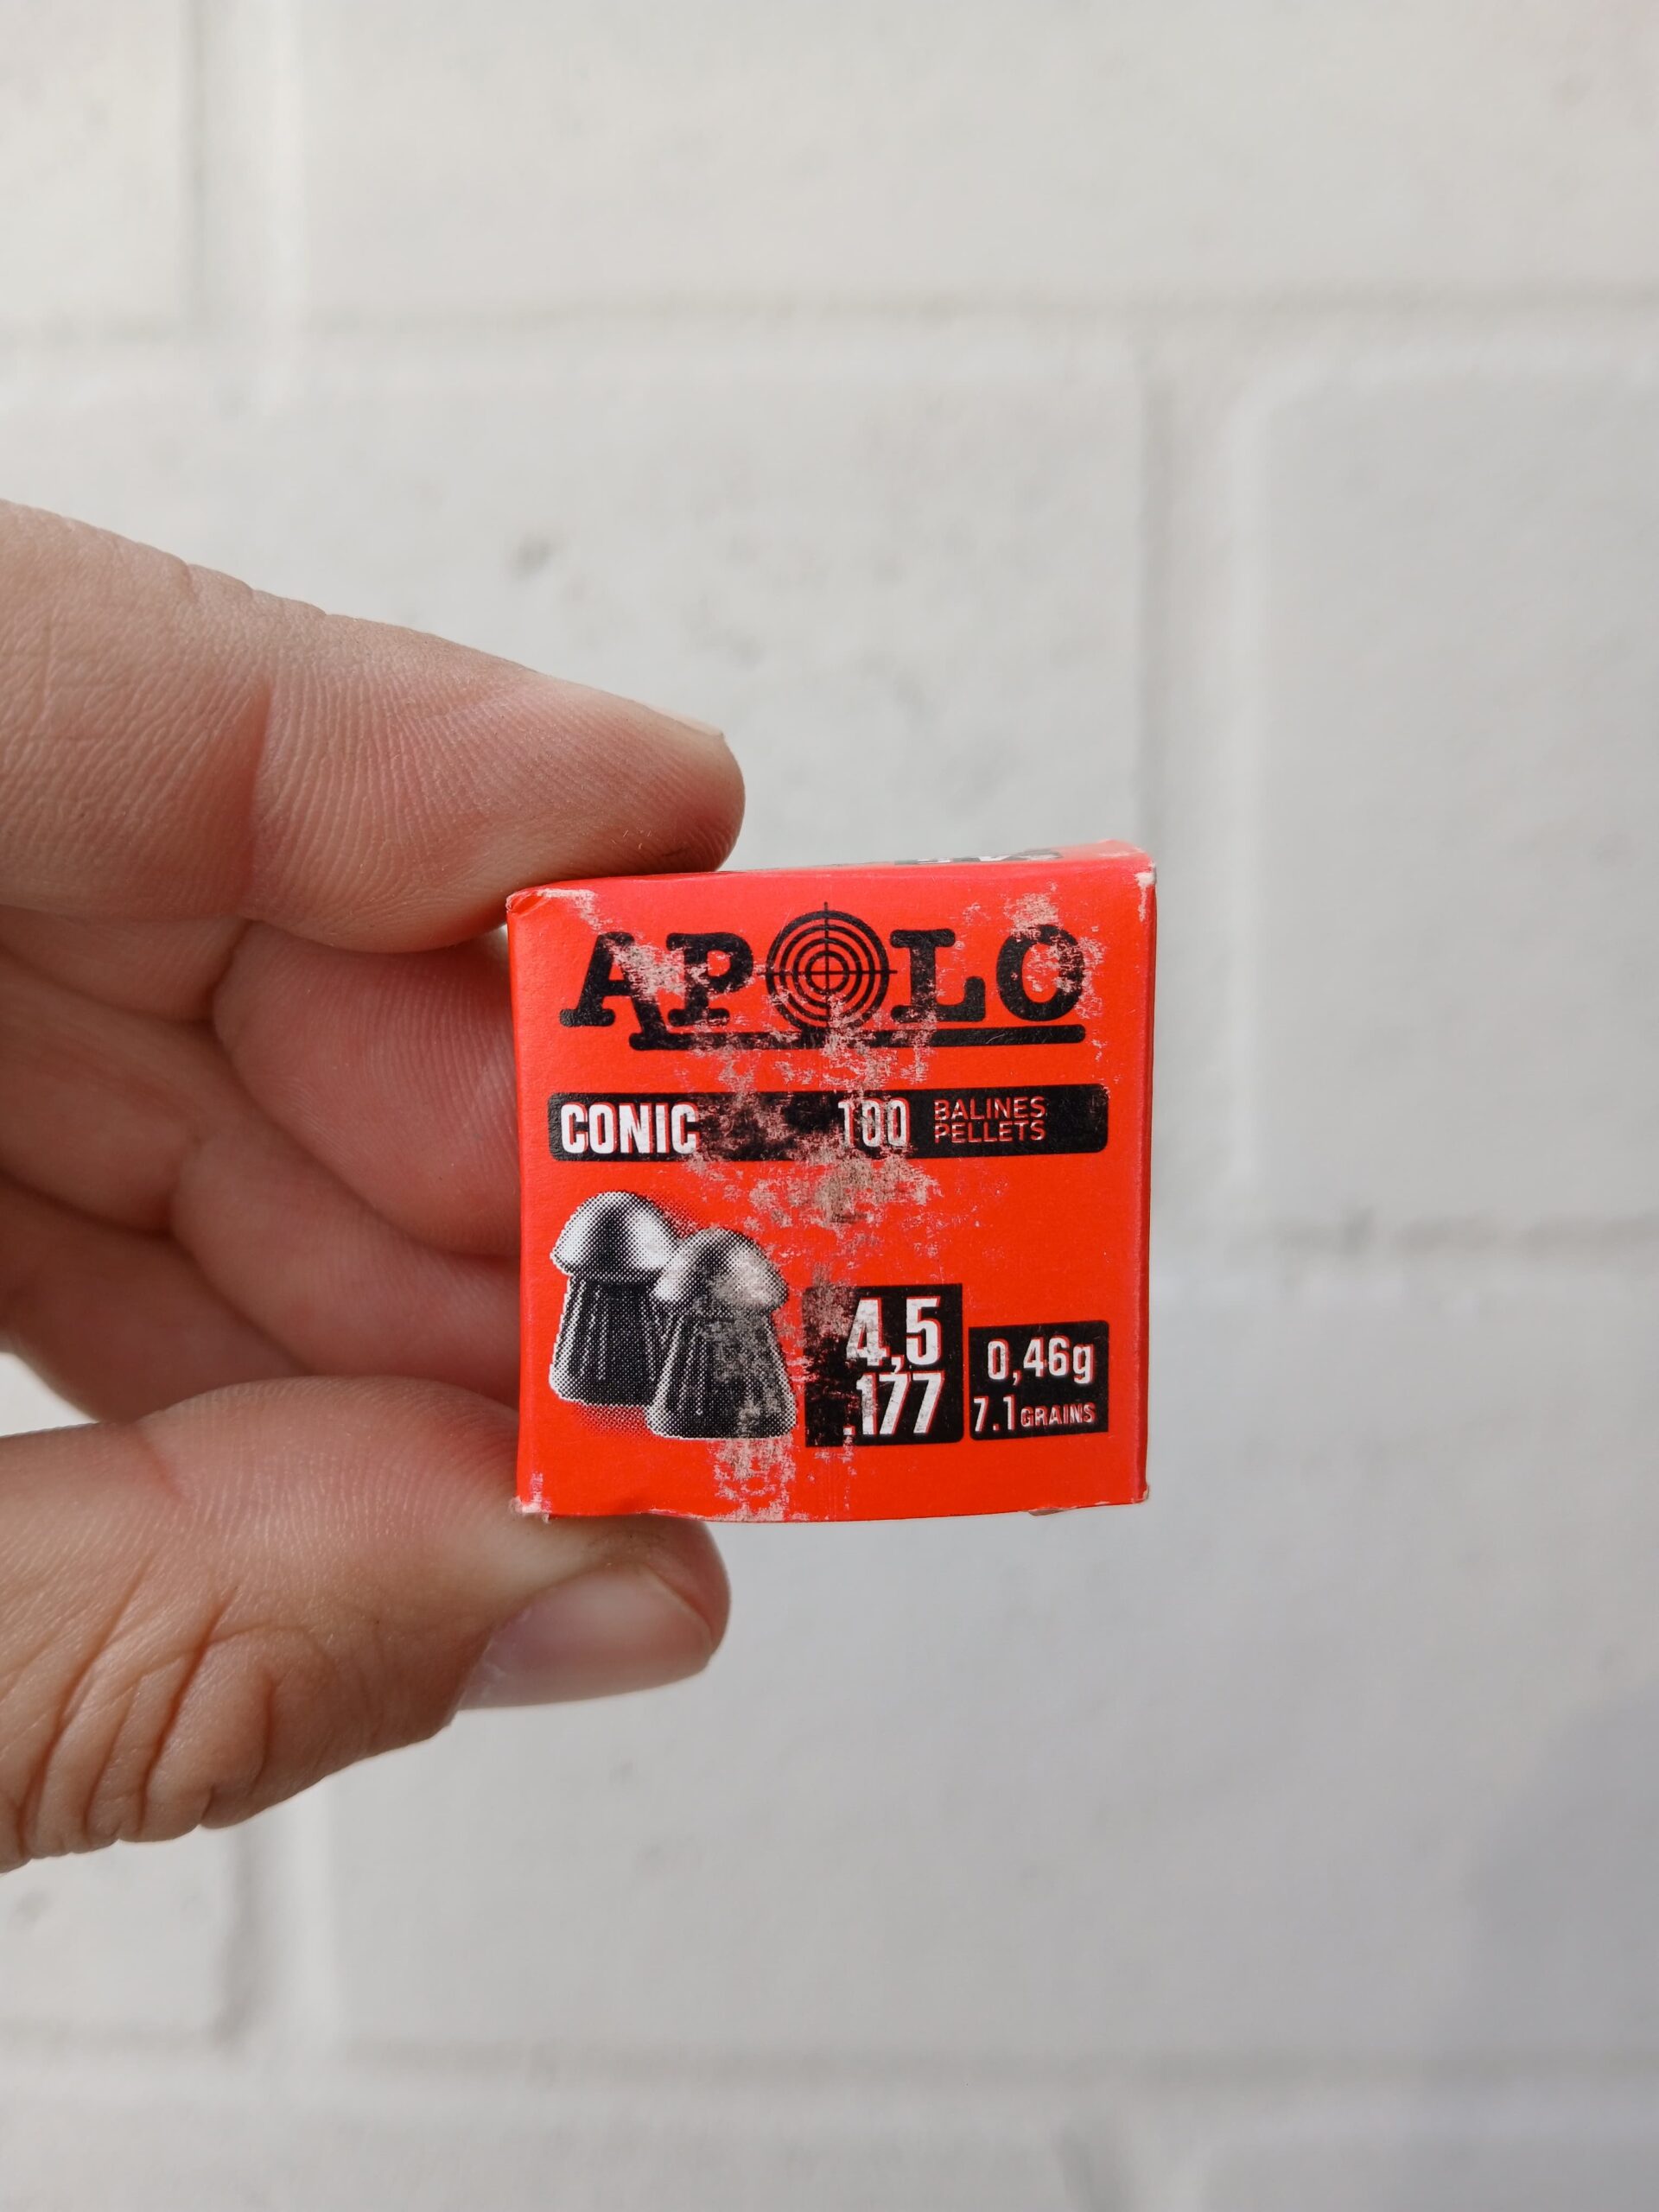 APOLO
CONIC 100 BALINES
PELLETS
4,5
.177
0,46g
7.1 GRAINS